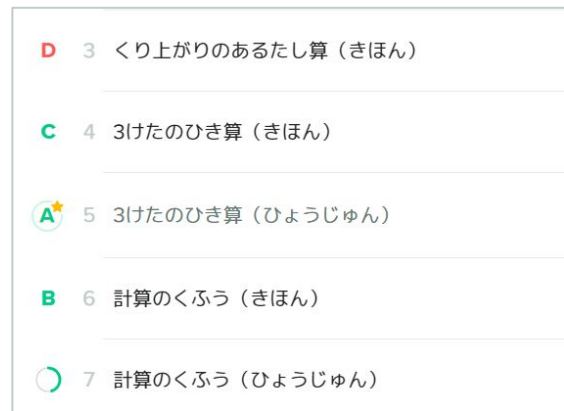 D 3 くり上がりのあるたし算（きほん）
C 4 3けたのひき算（きほん）
A 5 3けたのひき算（ひょうじゅん）
B 6 計算のくふう（きほん）
7 計算のくふう（ひょうじゅん）